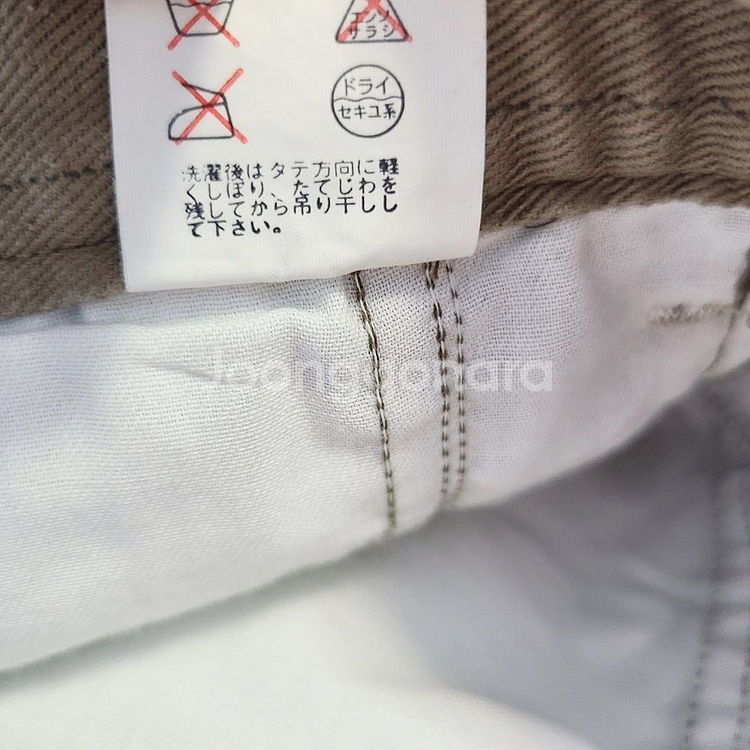 エンソ
サラシ
ドライ
セキユ系
洗濯後はタテ方向に軽
くしぼり、たてじわを
残してから吊り干しし
て下さい。
Joonggonara